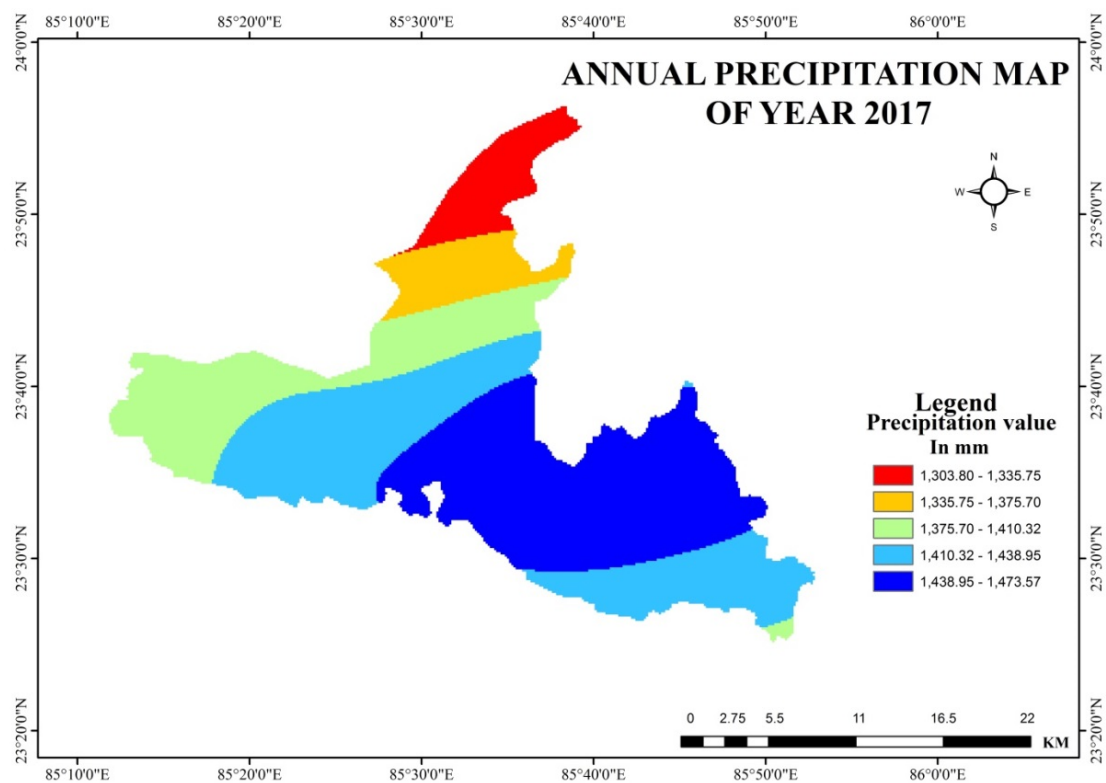 85°10'0"E 85°20'0"E 85°30'0"E 85°40'0"E 85°50'0"E 86°0'0"E
24°0'0"N 24°0'0"N
ANNUAL PRECIPITATION MAP
OF YEAR 2017
N
W E
S
23°50'0"N 23°50'0"N
23°40'0"N 23°40'0"N
Legend
Precipitation value
In mm
1,303.80 - 1,335.75
1,335.75 - 1,375.70
1,375.70 - 1,410.32
1,410.32 - 1,438.95
1,438.95 - 1,473.57
23°30'0"N 23°30'0"N
0 2.75 5.5 11 16.5 22
KM
23°20'0"N 23°20'0"N
85°10'0"E 85°20'0"E 85°30'0"E 85°40'0"E 85°50'0"E 86°0'0"E